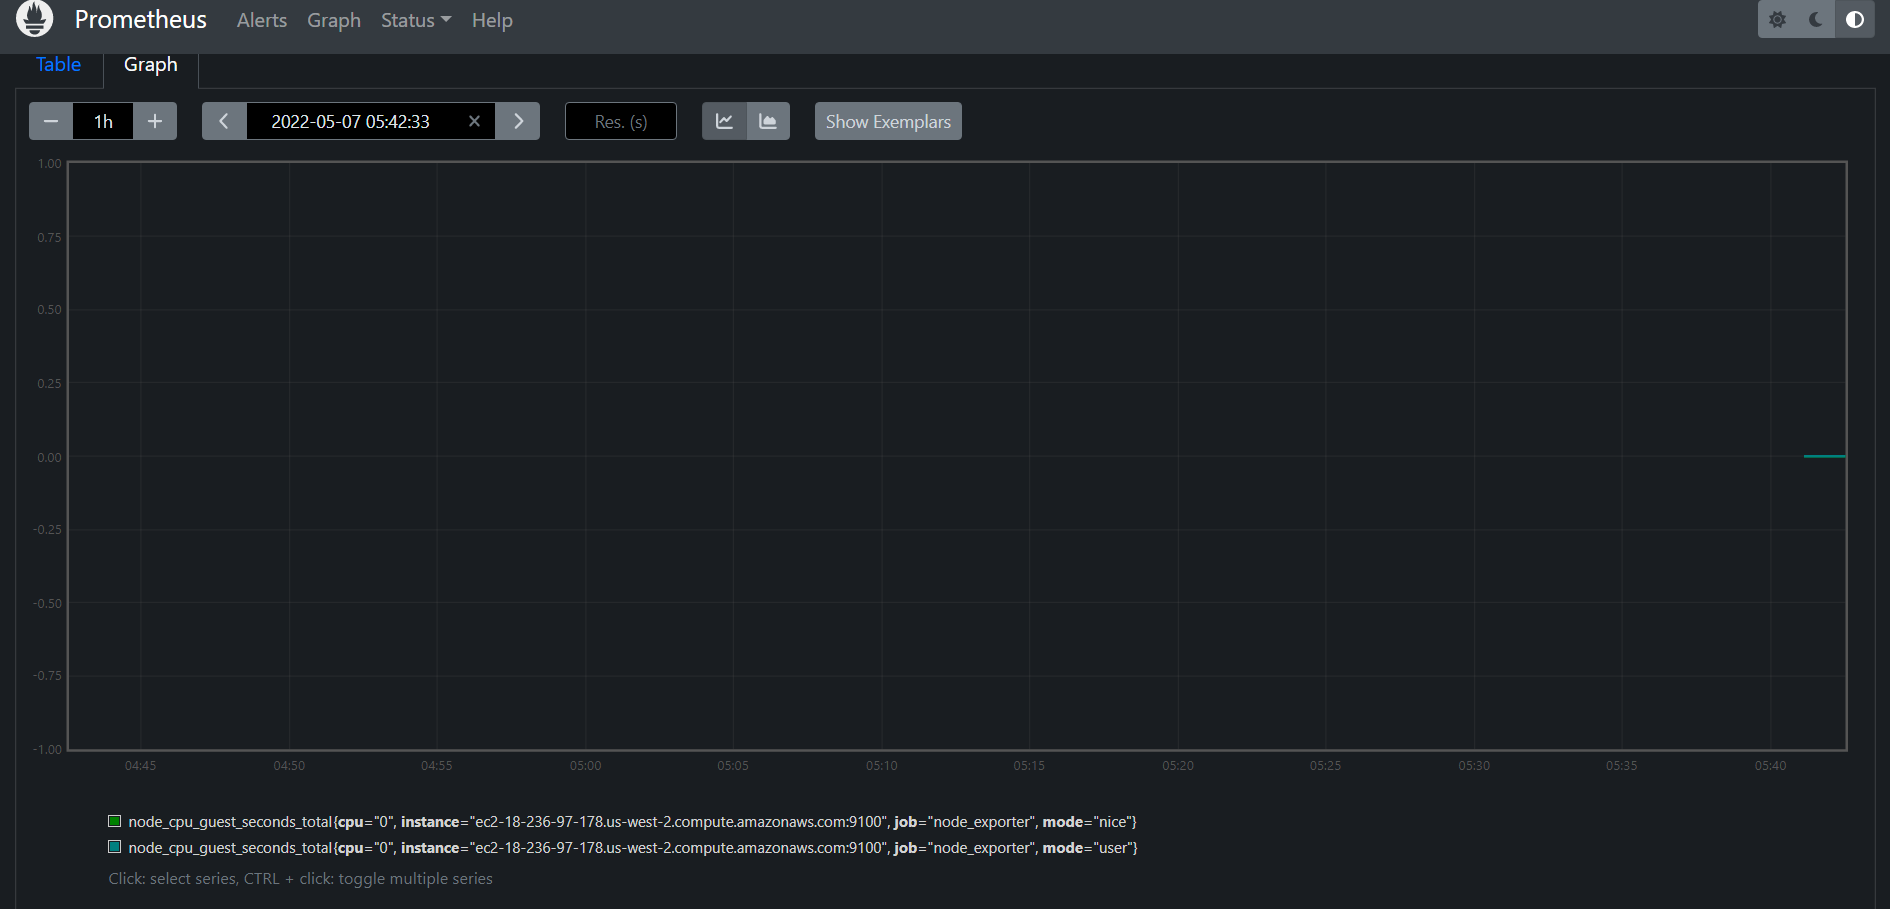 Prometheus Alerts Graph Status Help
Table Graph
1h 2022-05-07 05:42:33 Res. (s) Show Exemplars
1.00
0.75
0.50
0.25
0.00
-0.25
-0.50
-0.75
-1.00
04:45 04:50 04:55 05:00 05:05 05:10 05:15 05:20 05:25 05:30 05:35 05:40
node_cpu_guest_seconds_total{cpu="0", instance="ec2-18-236-97-178.us-west-2.compute.amazonaws.com:9100", job="node_exporter", mode="nice"}
node_cpu_guest_seconds_total{cpu="0", instance="ec2-18-236-97-178.us-west-2.compute.amazonaws.com:9100", job="node_exporter", mode="user"}
Click: select series, CTRL + click: toggle multiple series